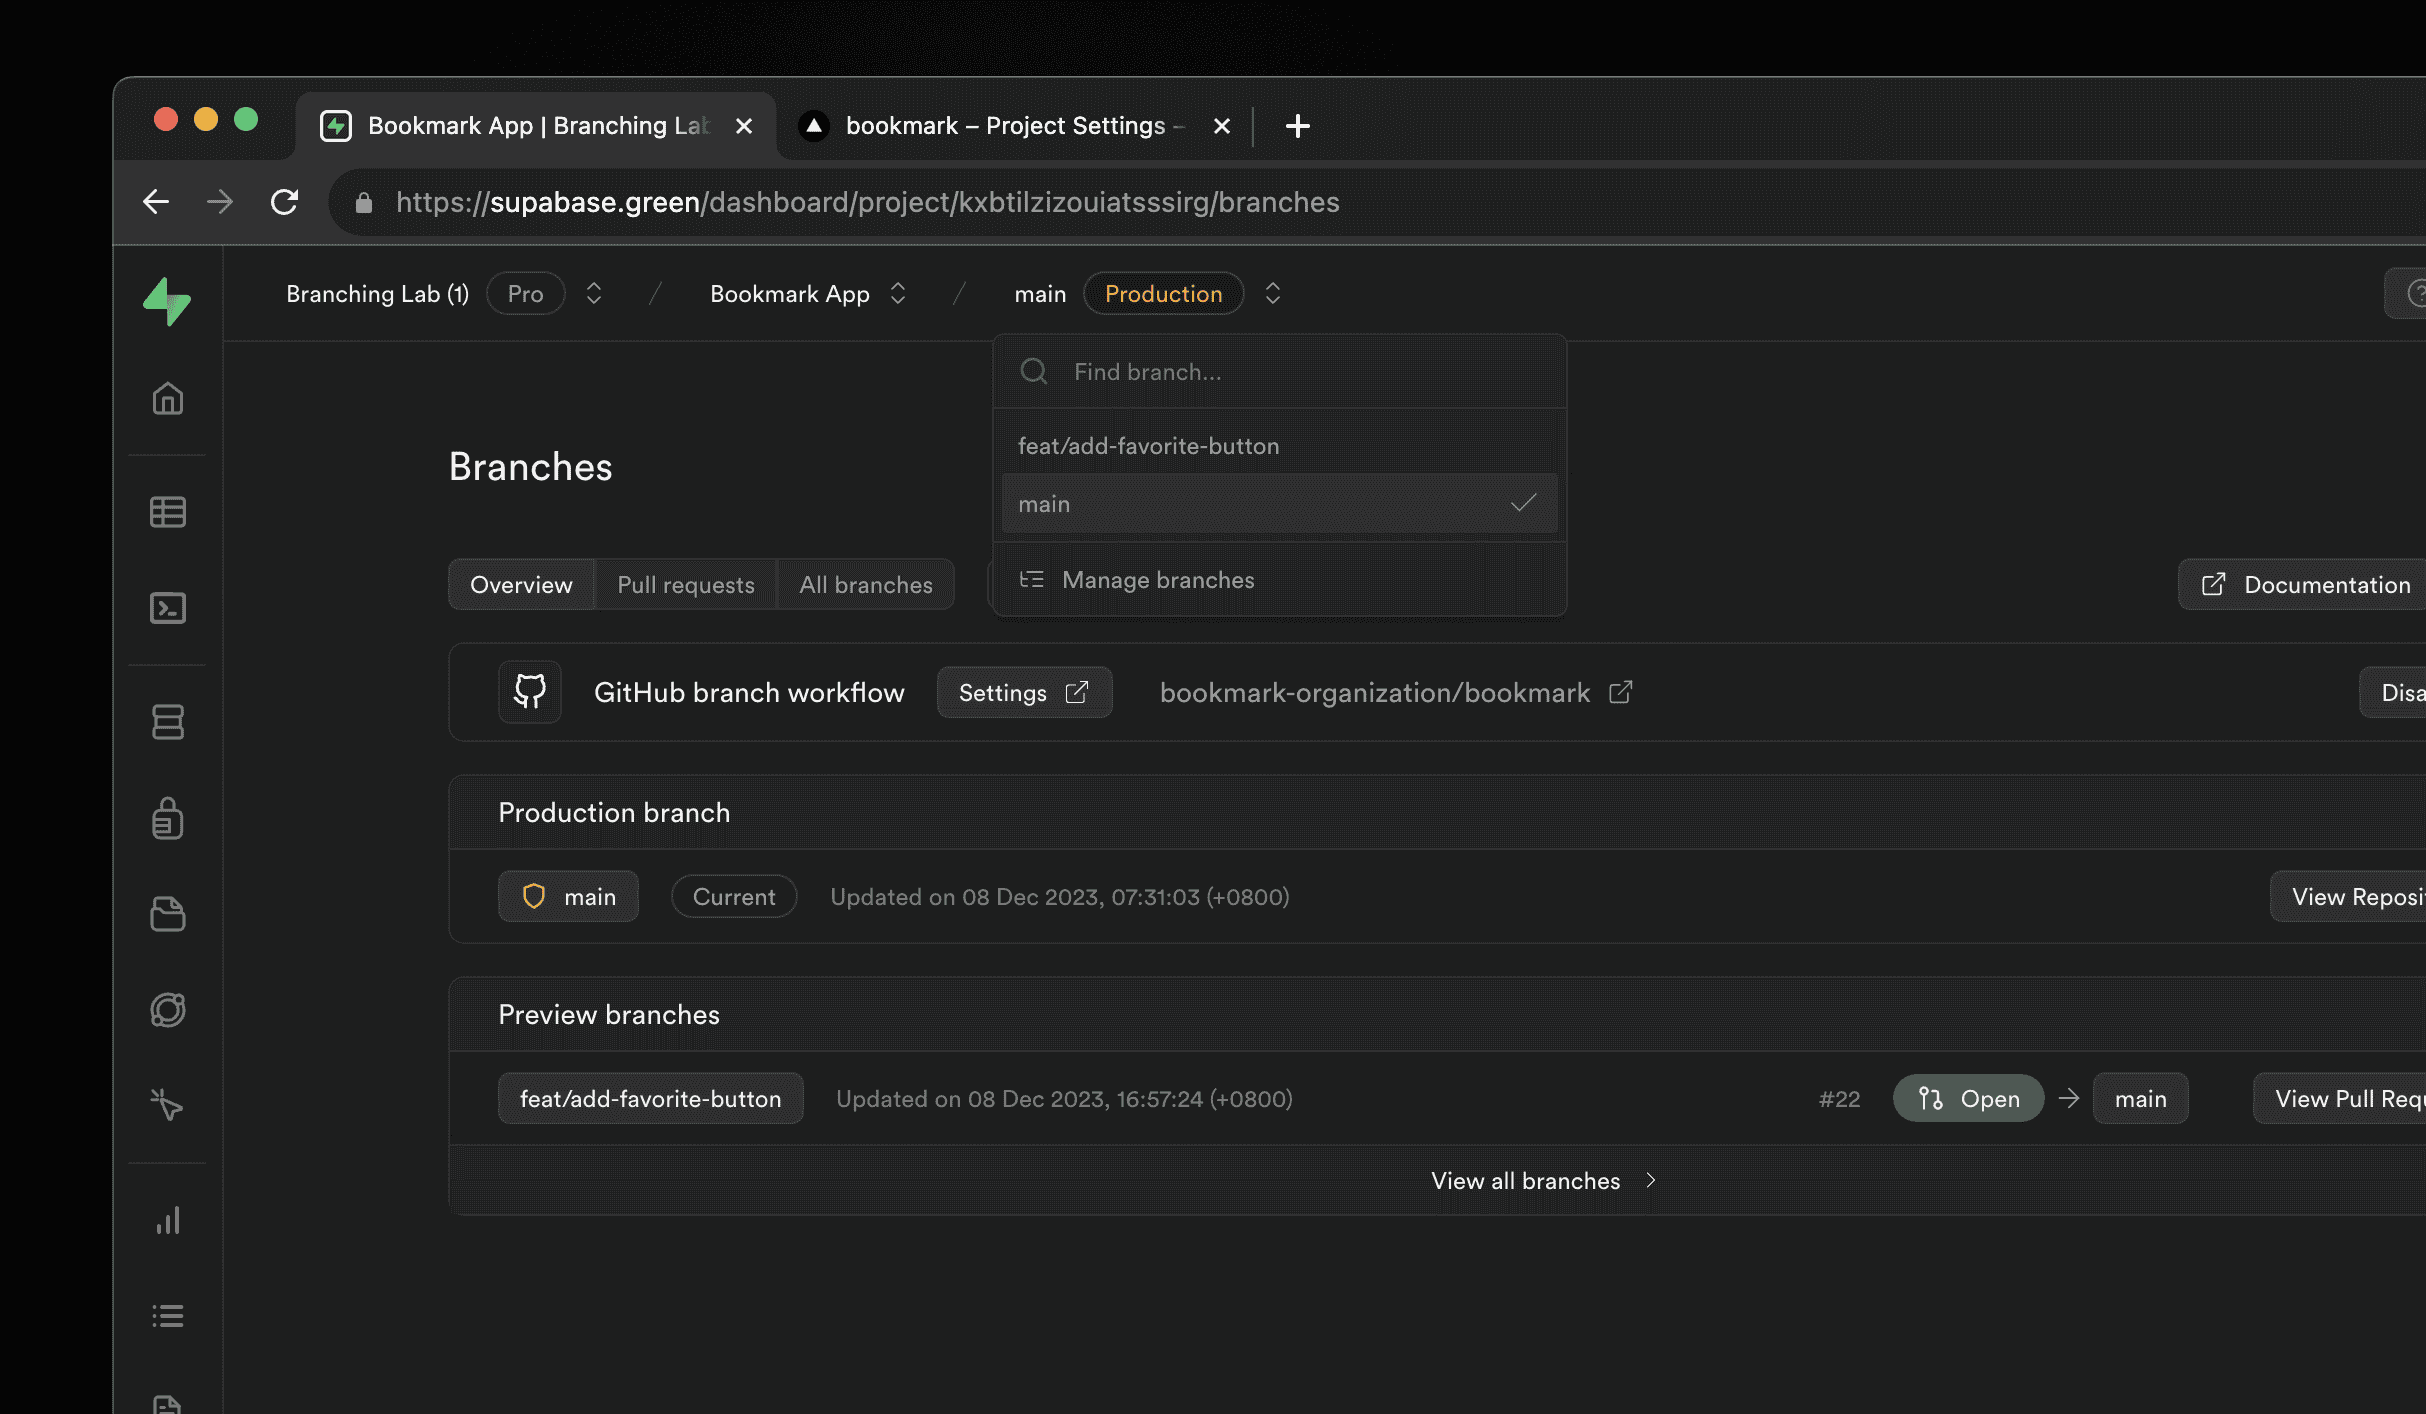 Bookmark App | Branching Lab
bookmark – Project Settings –
https://supabase.green/dashboard/project/kxbtilzizouiatsssirg/branches
Branching Lab (1) Pro / Bookmark App / main Production
Find branch...
feat/add-favorite-button
main
Manage branches
Branches
Overview Pull requests All branches
Documentation
GitHub branch workflow Settings bookmark-organization/bookmark
Production branch
main Current Updated on 08 Dec 2023, 07:31:03 (+0800) View
Preview branches
feat/add-favorite-button Updated on 08 Dec 2023, 16:57:24 (+0800) #22 Open → main View Pull
View all branches